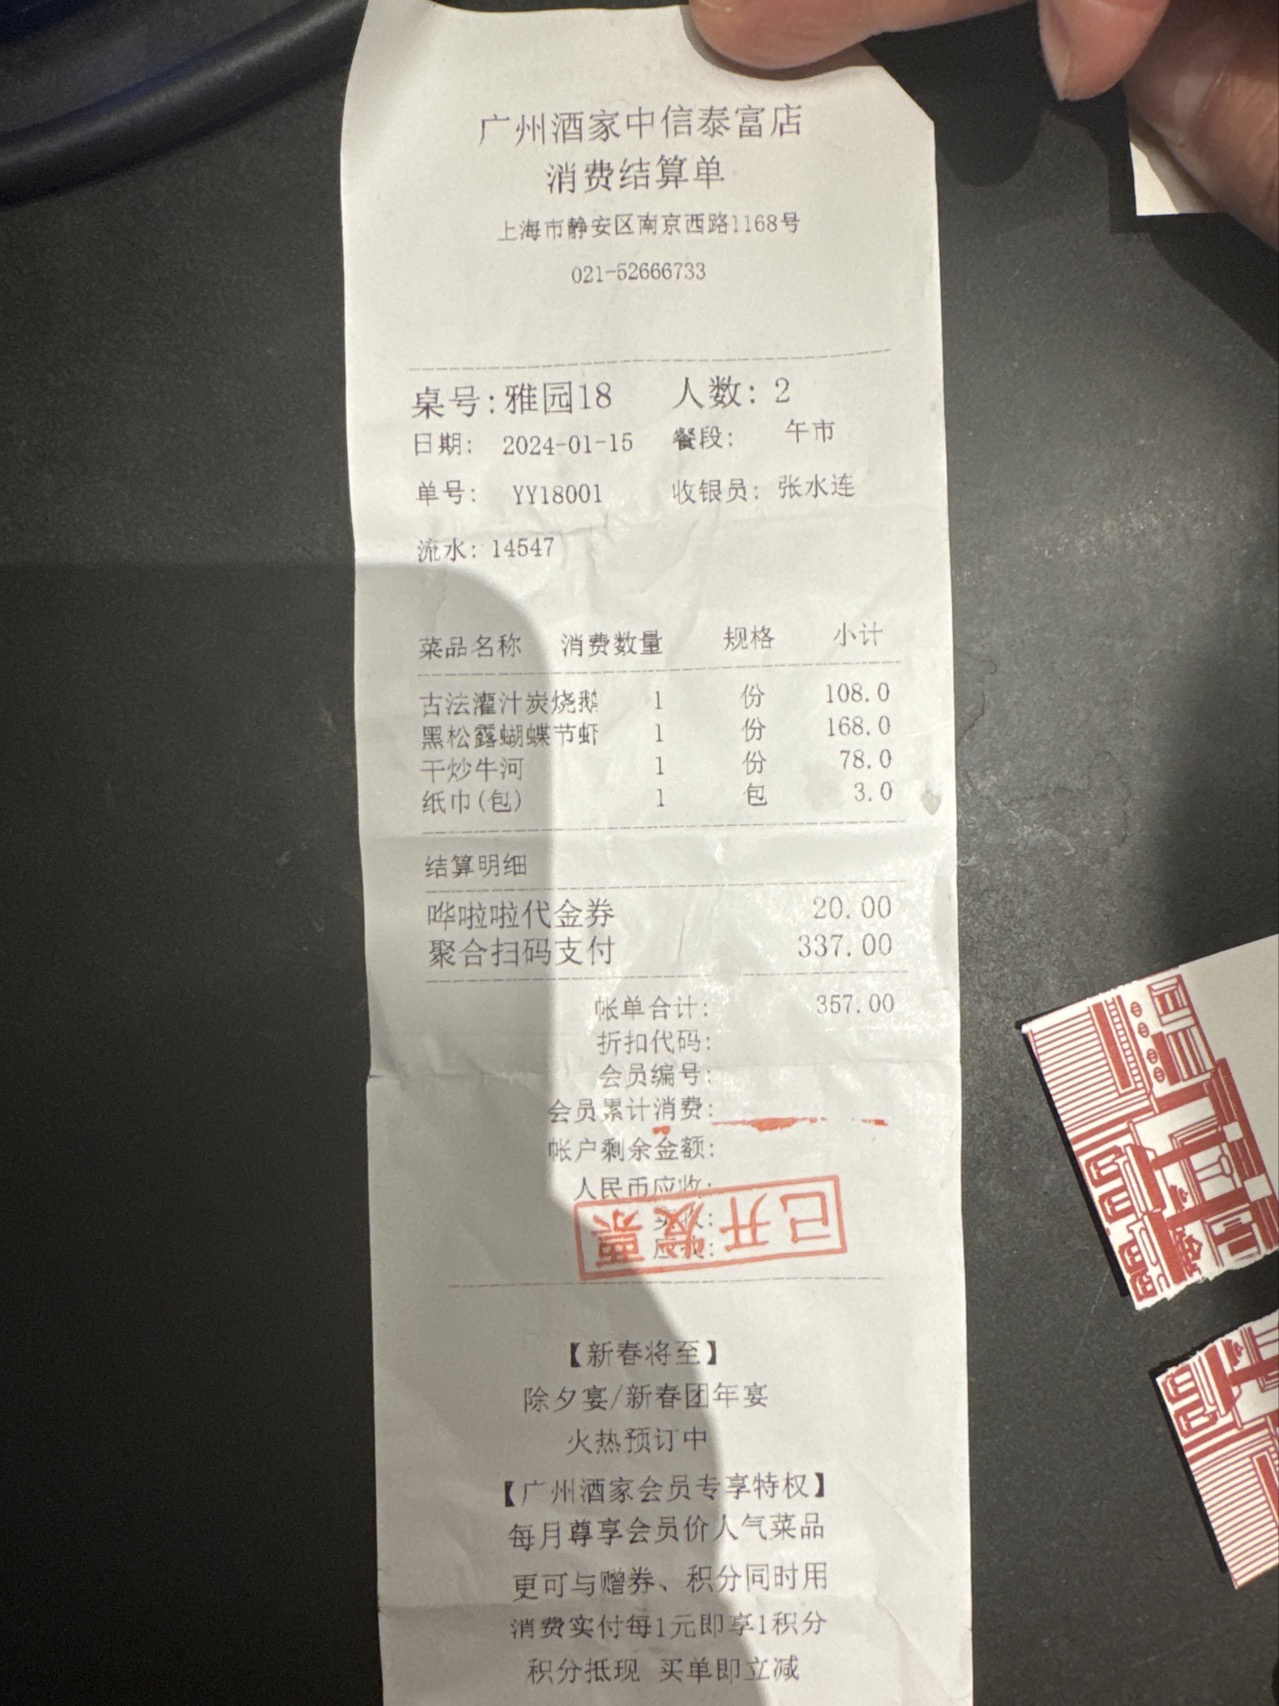 广州酒家中信泰富店
消费结算单
上海市静安区南京西路1168号
021-52666733
桌号:雅园18 人数: 2
日期: 2024-01-15 餐段: 午市
单号: YY18001 收银员: 张水连
流水: 14547
菜品名称 消费数量 规格 小计
古法灌汁炭烧鹅 1 份 108.0
黑松露蝴蝶节虾 1 份 168.0
干炒牛河 1 份 78.0
纸巾(包) 1 包 3.0
结算明细
哗啦啦代金券 20.00
聚合扫码支付 337.00
帐单合计: 357.00
折扣代码:
会员编号:
会员累计消费:
帐户剩余金额:
人民币应收:
已开发票
【新春将至】
除夕宴/新春团年宴
火热预订中
【广州酒家会员专享特权】
每月尊享会员价人气菜品
更可与赠券、积分同时用
消费实付每1元即享1积分
积分抵现 买单即立减